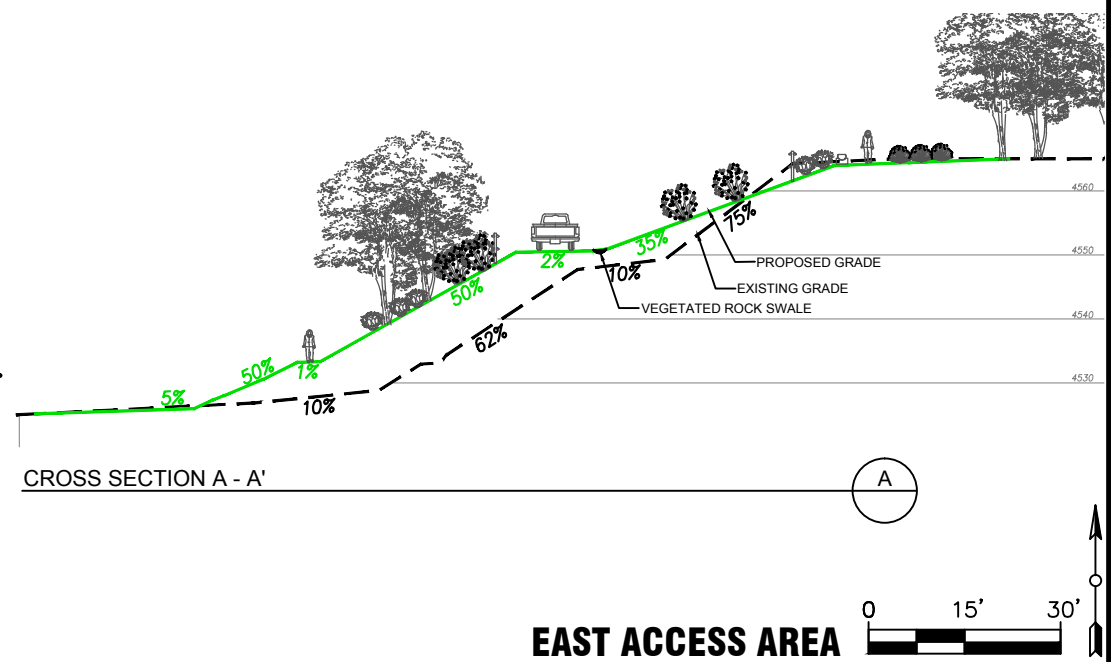 4560
75%
35%
4550
PROPOSED GRADE
2%
10%
EXISTING GRADE
50%
VEGETATED ROCK SWALE
4540
62%
50%
1%
4530
5%
10%
CROSS SECTION A - A'
A
0 15' 30'
EAST ACCESS AREA